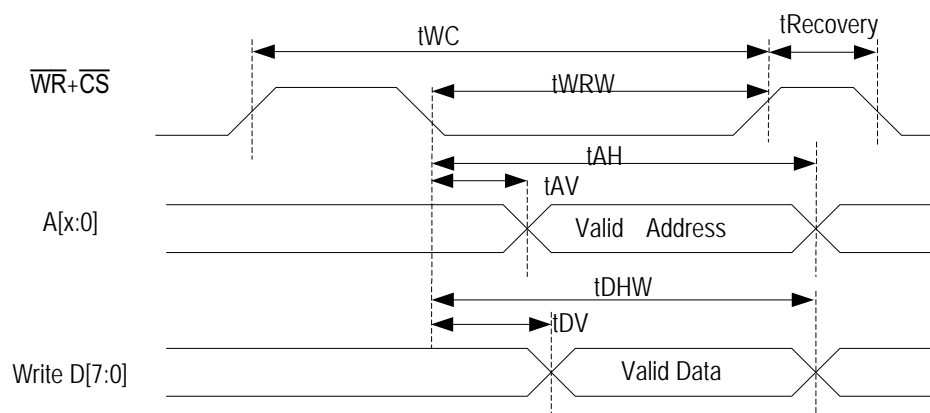 tRecovery
tWC
WR+CS
tWRW
tAH
tAV
A[x:0]
Valid Address
tDHW
tDV
Write D[7:0]
Valid Data